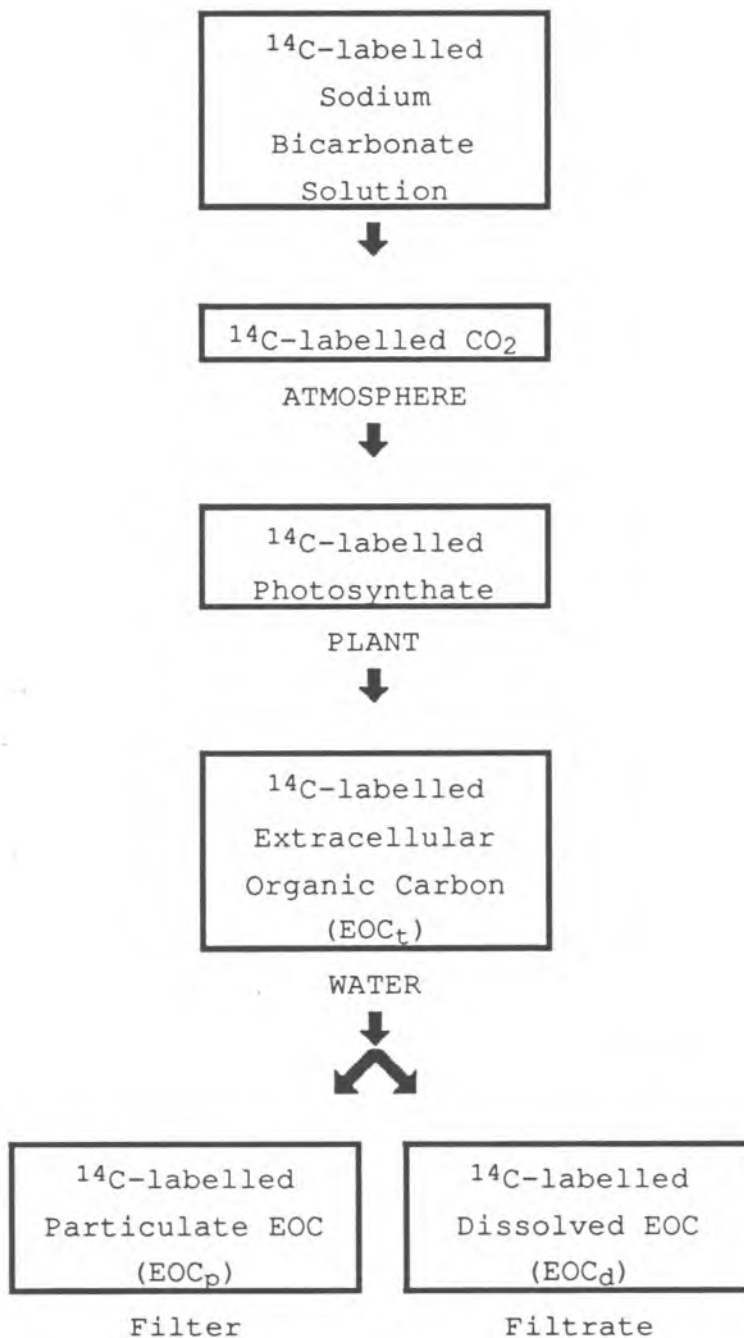 ¹⁴C-labelled
Sodium
Bicarbonate
Solution
¹⁴C-labelled CO₂
ATMOSPHERE
¹⁴C-labelled
Photosynthate
PLANT
¹⁴C-labelled
Extracellular
Organic Carbon
(EOCₜ)
WATER
¹⁴C-labelled
Particulate EOC
(EOCₚ)
Filter
¹⁴C-labelled
Dissolved EOC
(EOC_d)
Filtrate